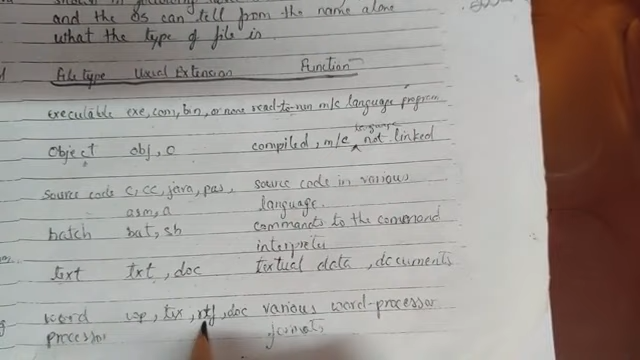 and the OS can tell from the name alone
what the type of file is.
File type Usual Extension Function
executable exe, com, bin, or none read-to-run m/c language program
object obj, o compiled, m/c language not linked
source code c, cc, java, pas, source code in various
asm, a language.
batch bat, sh commands to the command
interpreter
text txt, doc textual data, documents
word wp, tex, rtf, doc various word-processor
processor formats